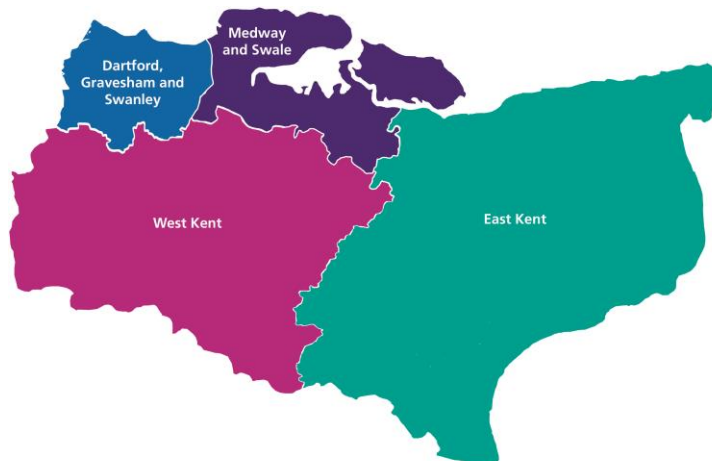 Medway
and Swale
Dartford,
Gravesham and
Swanley
West Kent
East Kent